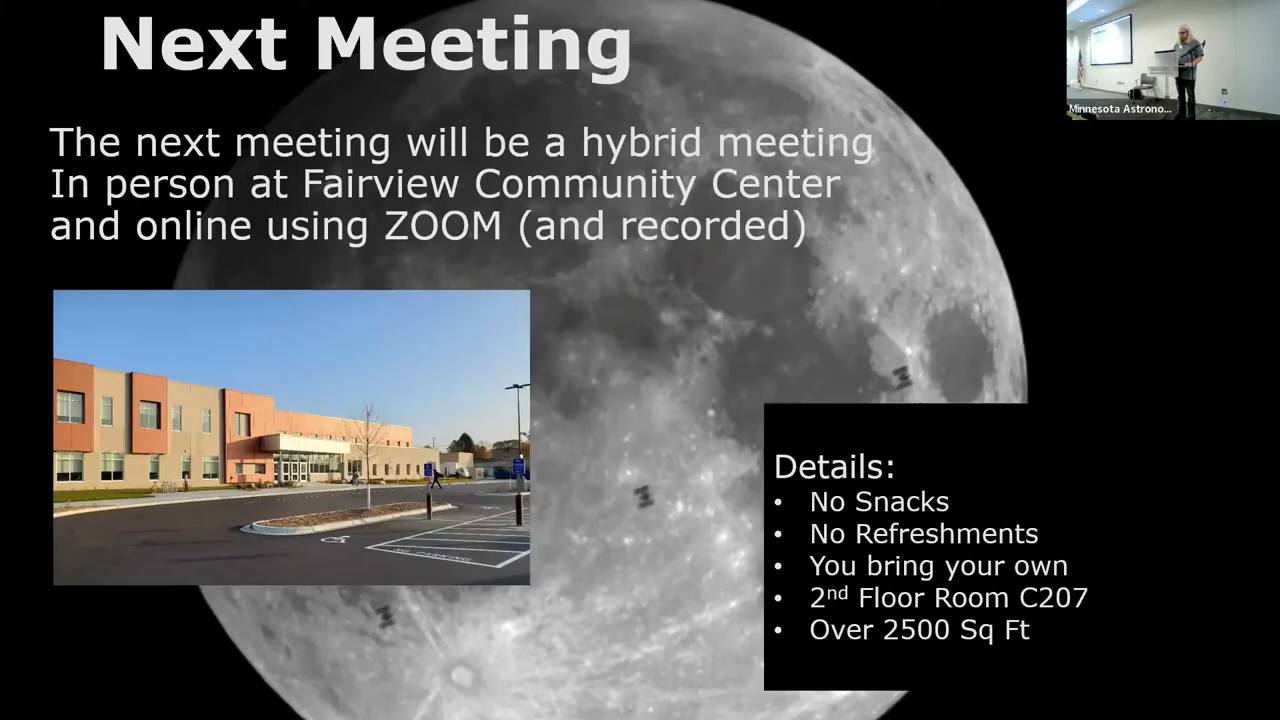 Next Meeting
Minnesota Astrono...
The next meeting will be a hybrid meeting
In person at Fairview Community Center
and online using ZOOM (and recorded)
NO PARKING
Details:
• No Snacks
• No Refreshments
• You bring your own
• 2nd Floor Room C207
• Over 2500 Sq Ft